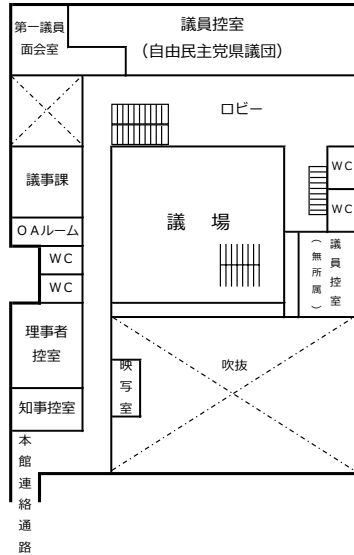 第一議員
面会室
議員控室
（自由民主党県議団）
ロビー
議事課
ＷＣ
ＷＣ
議　場
ＯＡルーム
ＷＣ
ＷＣ
議員控室
（無所属）
理事者
控室
映写室
吹抜
知事控室
本館連絡通路